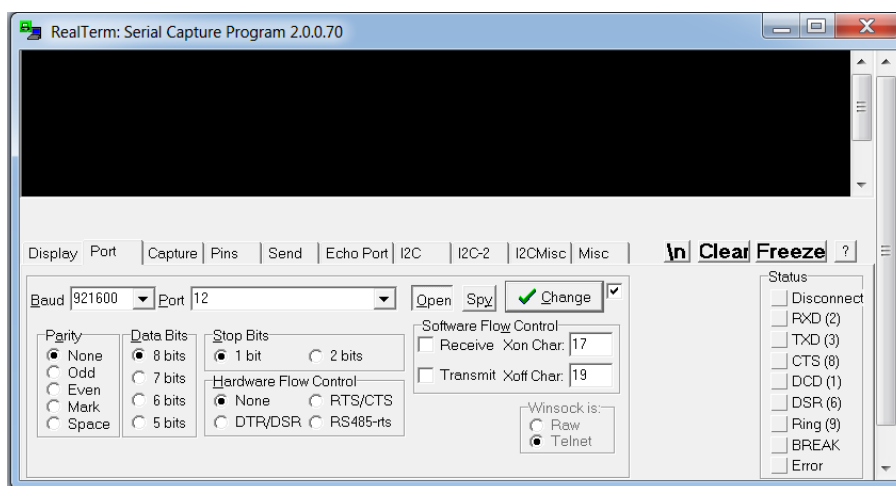 RealTerm: Serial Capture Program 2.0.0.70
Display Port Capture Pins Send Echo Port I2C I2C-2 I2CMisc Misc \n Clear Freeze ?
Baud 921600 Port 12 Open Spy Change
Parity
None
Odd
Even
Mark
Space
Data Bits
8 bits
7 bits
6 bits
5 bits
Stop Bits
1 bit 2 bits
Hardware Flow Control
None RTS/CTS
DTR/DSR RS485-rts
Software Flow Control
Receive Xon Char: 17
Transmit Xoff Char: 19
Winsock is:
Raw
Telnet
Status
Disconnect
RXD (2)
TXD (3)
CTS (8)
DCD (1)
DSR (6)
Ring (9)
BREAK
Error